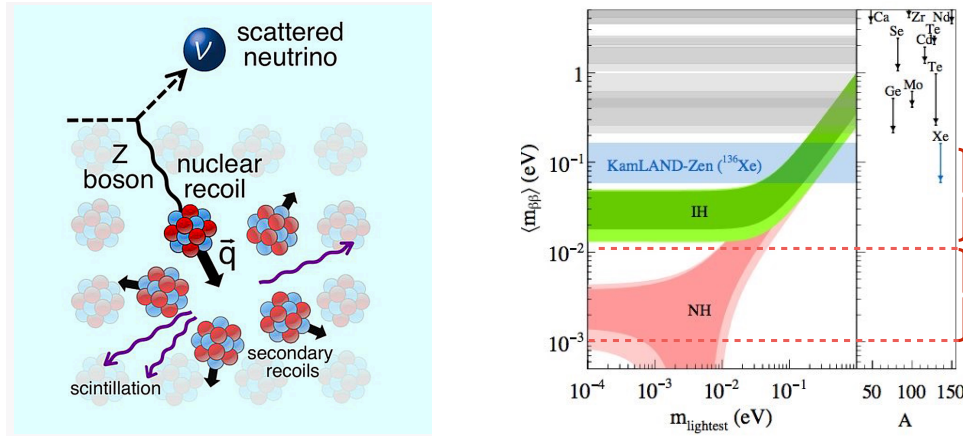 ν
scattered
neutrino
Z
boson
nuclear
recoil
q⃗
secondary
recoils
scintillation
⟨m_ββ⟩ (eV)
1
10⁻¹
10⁻²
10⁻³
KamLAND-Zen (¹³⁶Xe)
IH
NH
10⁻⁴ 10⁻³ 10⁻² 10⁻¹
m_lightest (eV)
Ca Zr Nd
Se Te
Cd
Te
Ge Mo
Xe
50 100 150
A